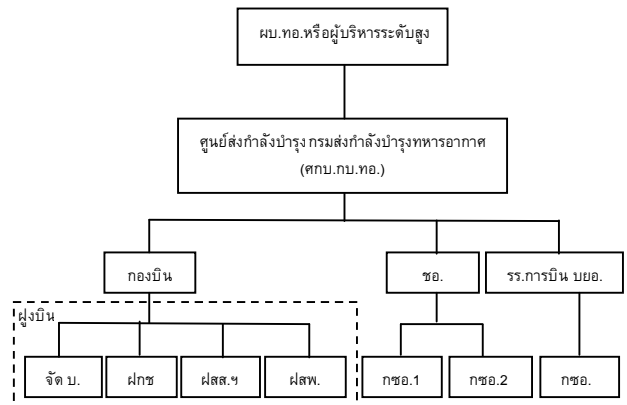 ผบ.ทอ.หรือผู้บริหารระดับสูง
ศูนย์ส่งกำลังบำรุง กรมส่งกำลังบำรุงทหารอากาศ
(ศกบ.กบ.ทอ.)
กองบิน
ชอ.
รร.การบิน บยอ.
ฝูงบิน
จัด บ.
ฝกช
ฝสส.ฯ
ฝสพ.
กซอ.1
กซอ.2
กซอ.